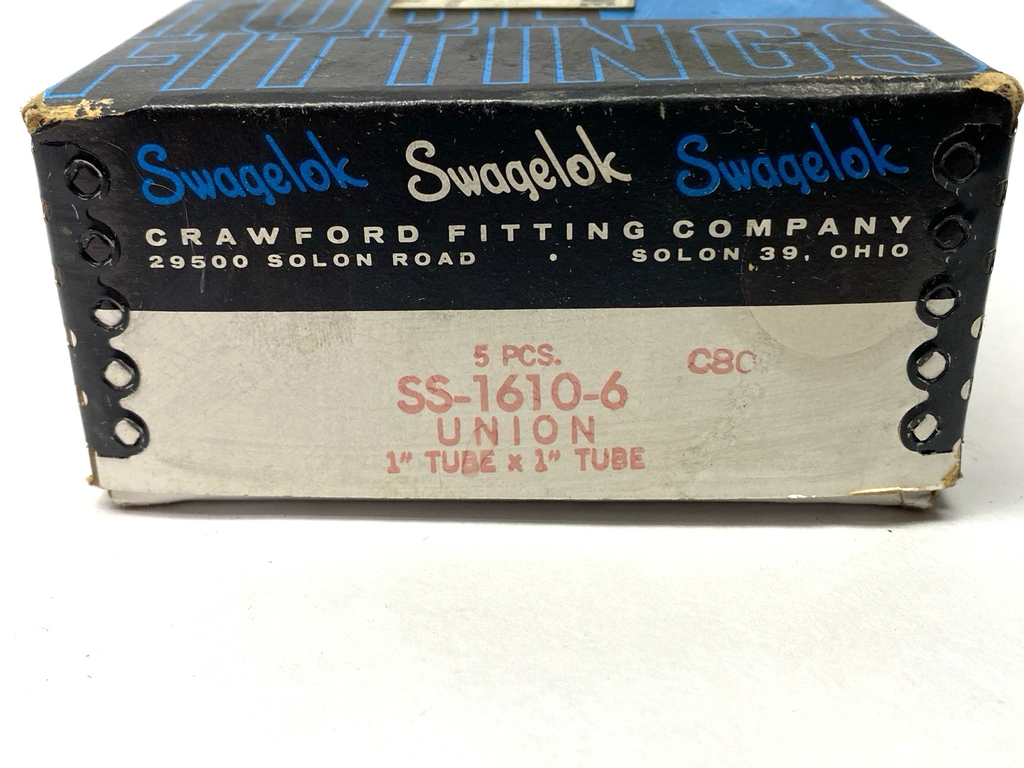 FITTINGS
Swagelok Swagelok Swagelok
CRAWFORD FITTING COMPANY
29500 SOLON ROAD • SOLON 39, OHIO
5 PCS.
SS-1610-6
UNION
1" TUBE x 1" TUBE